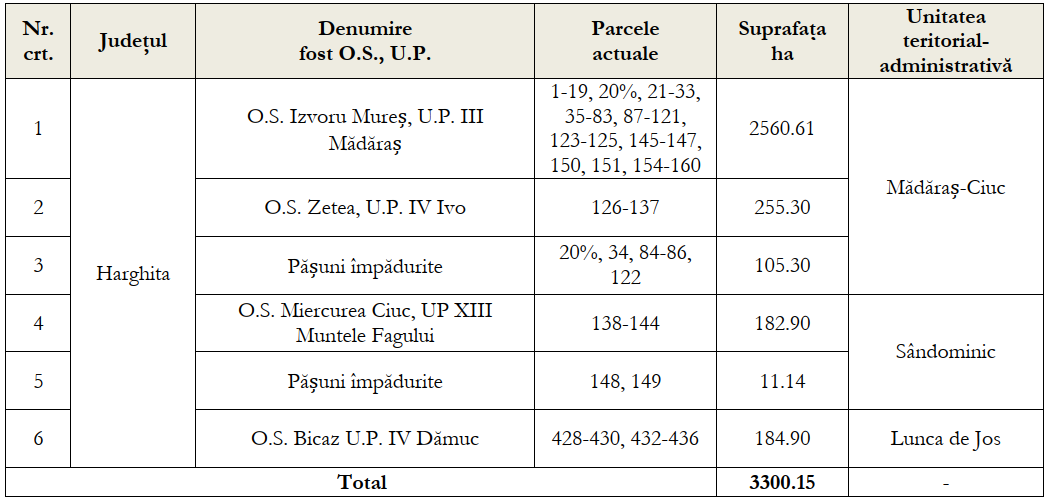 Nr.
crt.
Județul
Denumire
fost O.S., U.P.
Parcele
actuale
Suprafața
ha
Unitatea
teritorial-
administrativă
1
Harghita
O.S. Izvoru Mureș, U.P. III
Mădăraș
1-19, 20%, 21-33,
35-83, 87-121,
123-125, 145-147,
150, 151, 154-160
2560.61
Mădăraș-Ciuc
2
O.S. Zetea, U.P. IV Ivo
126-137
255.30
3
Pășuni împădurite
20%, 34, 84-86,
122
105.30
4
O.S. Miercurea Ciuc, UP XIII
Muntele Fagului
138-144
182.90
Sândominic
5
Pășuni împădurite
148, 149
11.14
6
O.S. Bicaz U.P. IV Dămuc
428-430, 432-436
184.90
Lunca de Jos
Total
3300.15
-